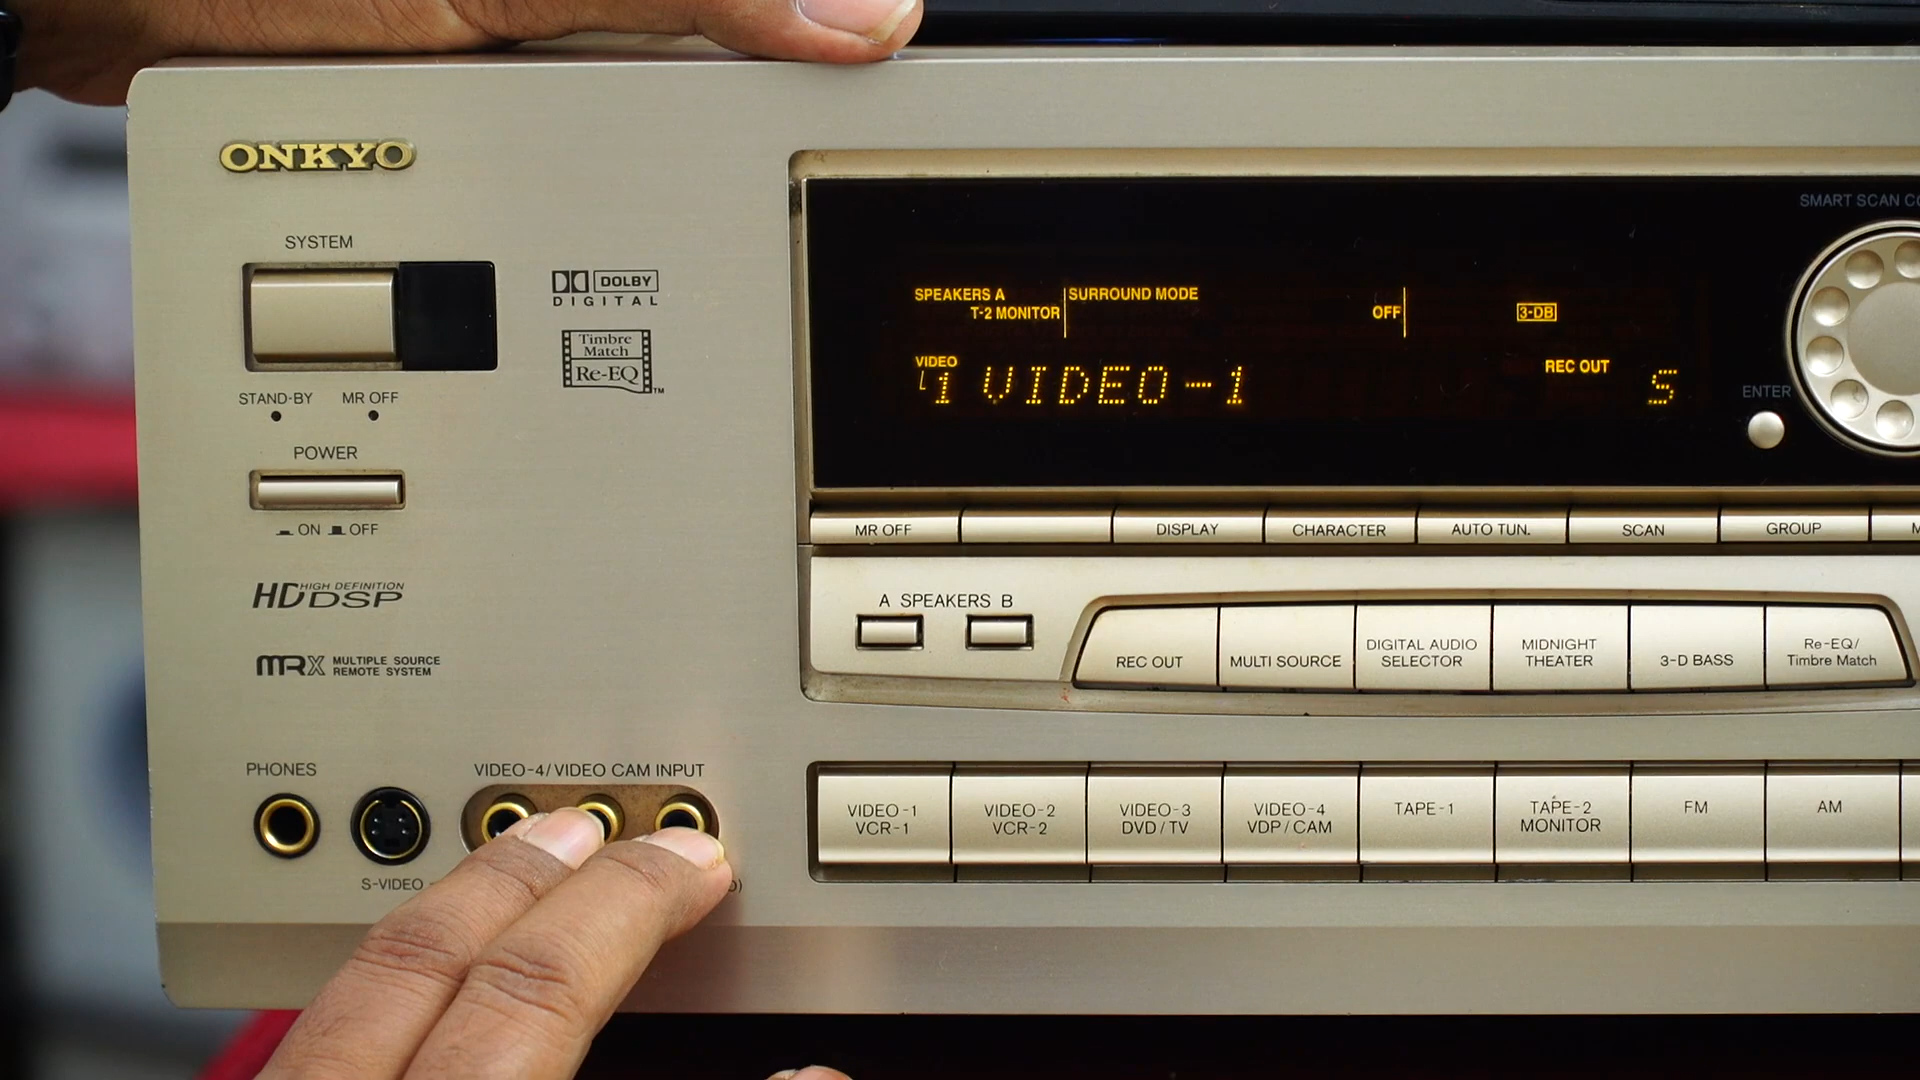 ONKYO
SYSTEM
STAND-BY MR OFF
POWER
ON OFF
DOLBY
DIGITAL
Timbre
Match
Re-EQ™
HD HIGH DEFINITION
DSP
MRX MULTIPLE SOURCE
REMOTE SYSTEM
PHONES
VIDEO-4/VIDEO CAM INPUT
S-VIDEO
SMART SCAN
SPEAKERS A
T-2 MONITOR
SURROUND MODE
OFF
3-DB
VIDEO
1 VIDEO-1
REC OUT
S
ENTER
MR OFF
DISPLAY
CHARACTER
AUTO TUN.
SCAN
GROUP
A SPEAKERS B
REC OUT
MULTI SOURCE
DIGITAL AUDIO
SELECTOR
MIDNIGHT
THEATER
3-D BASS
Re-EQ/
Timbre Match
VIDEO-1
VCR-1
VIDEO-2
VCR-2
VIDEO-3
DVD/TV
VIDEO-4
VDP/CAM
TAPE-1
TAPE-2
MONITOR
FM
AM